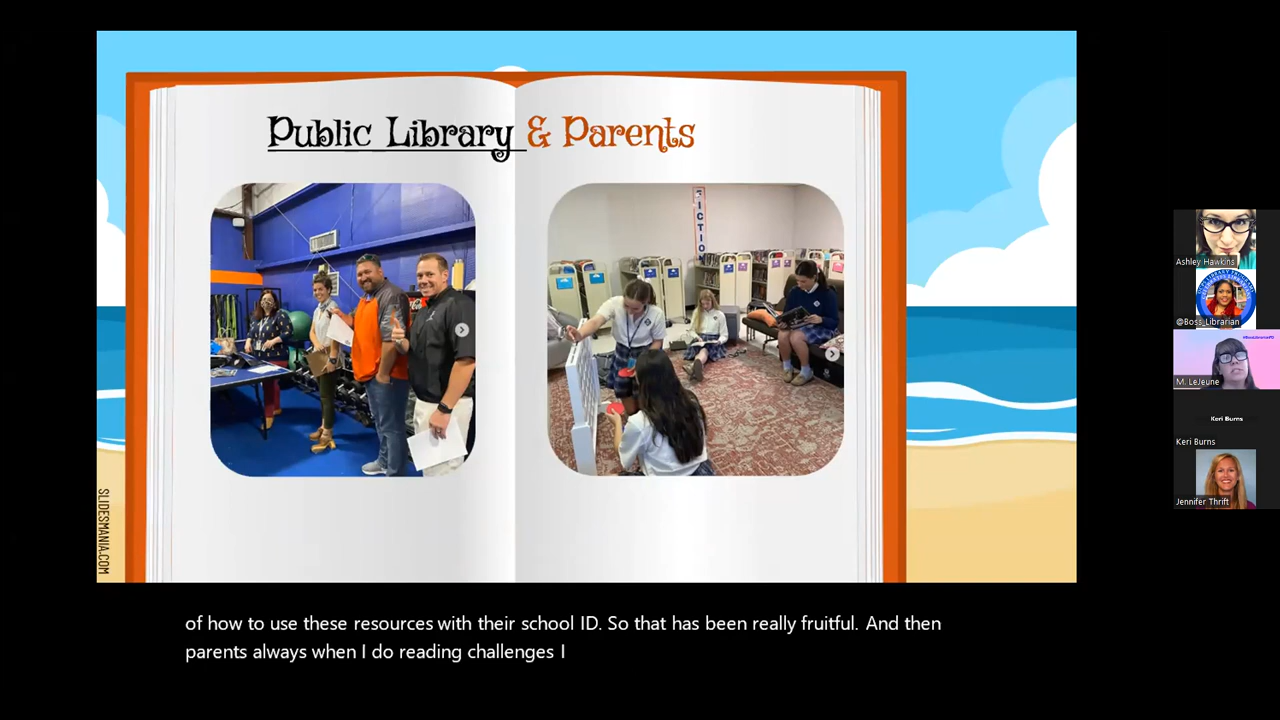 Public Library & Parents
FICTIO
SLIDESMANIA.COM
Ashley Hawkins
@Boss_Librarian
M. LeJeune
Keri Burns
Keri Burns
Jennifer Thrift
of how to use these resources with their school ID. So that has been really fruitful. And then
parents always when I do reading challenges I